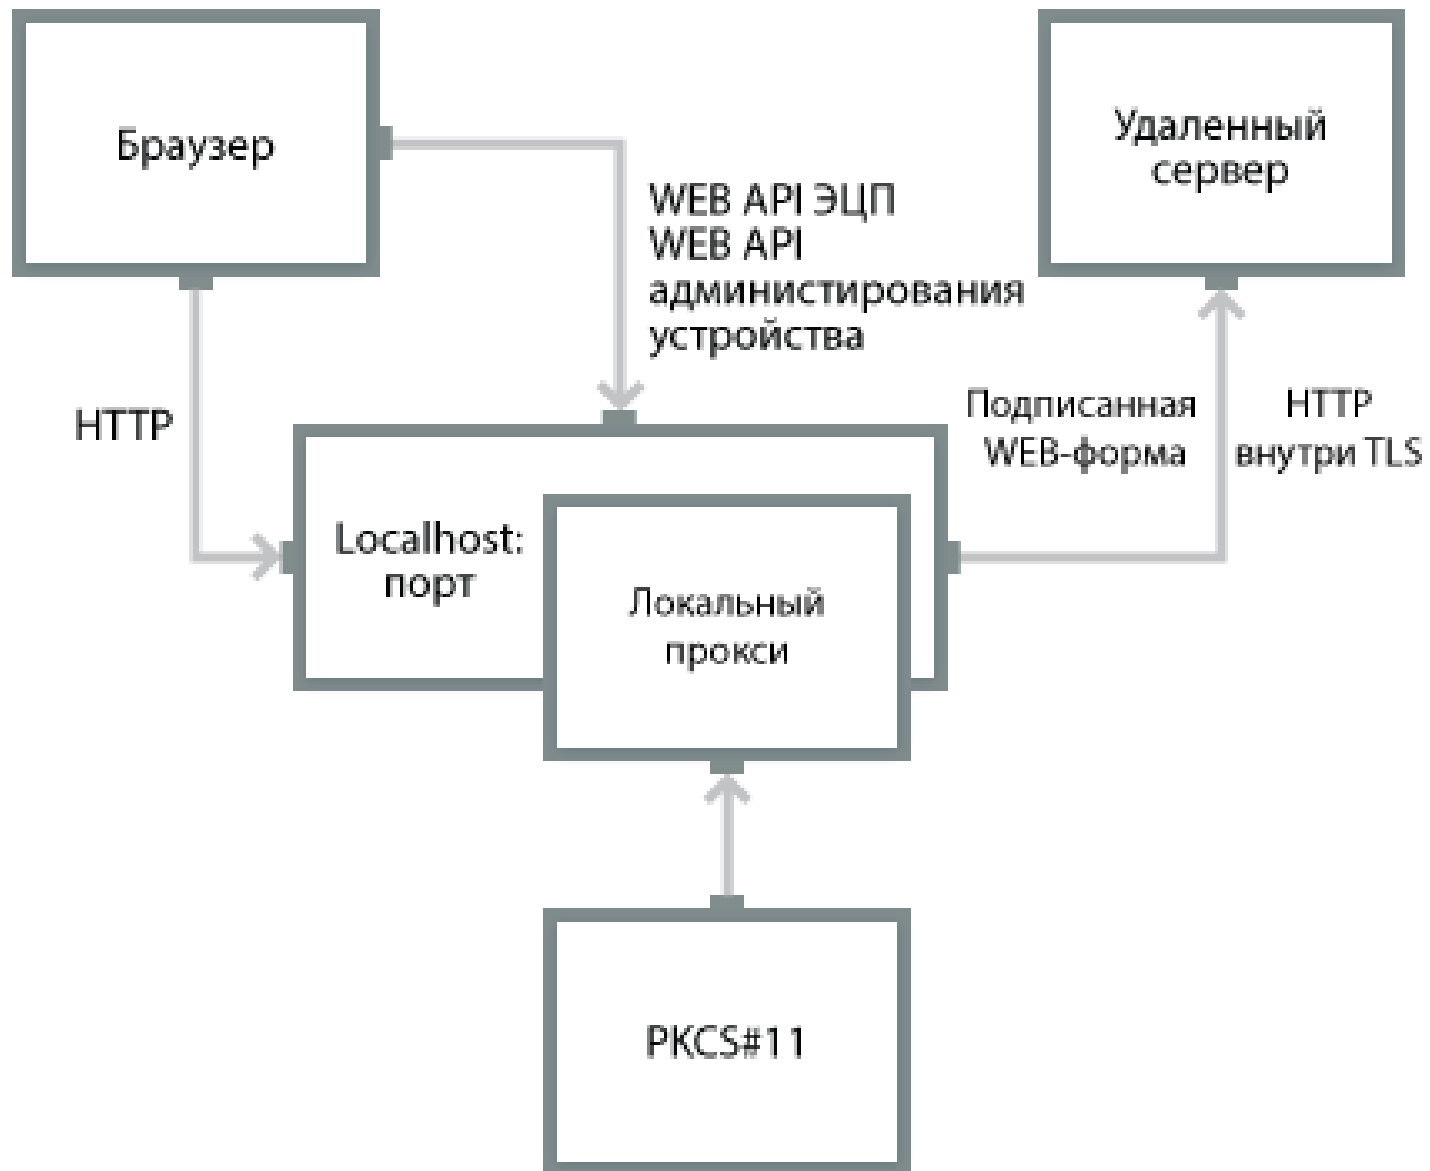 Браузер
Удаленный
сервер
WEB API ЭЦП
WEB API
администирования
устройства
HTTP
Подписанная
WEB-форма
HTTP
внутри TLS
Localhost:
порт
Локальный
прокси
PKCS#11